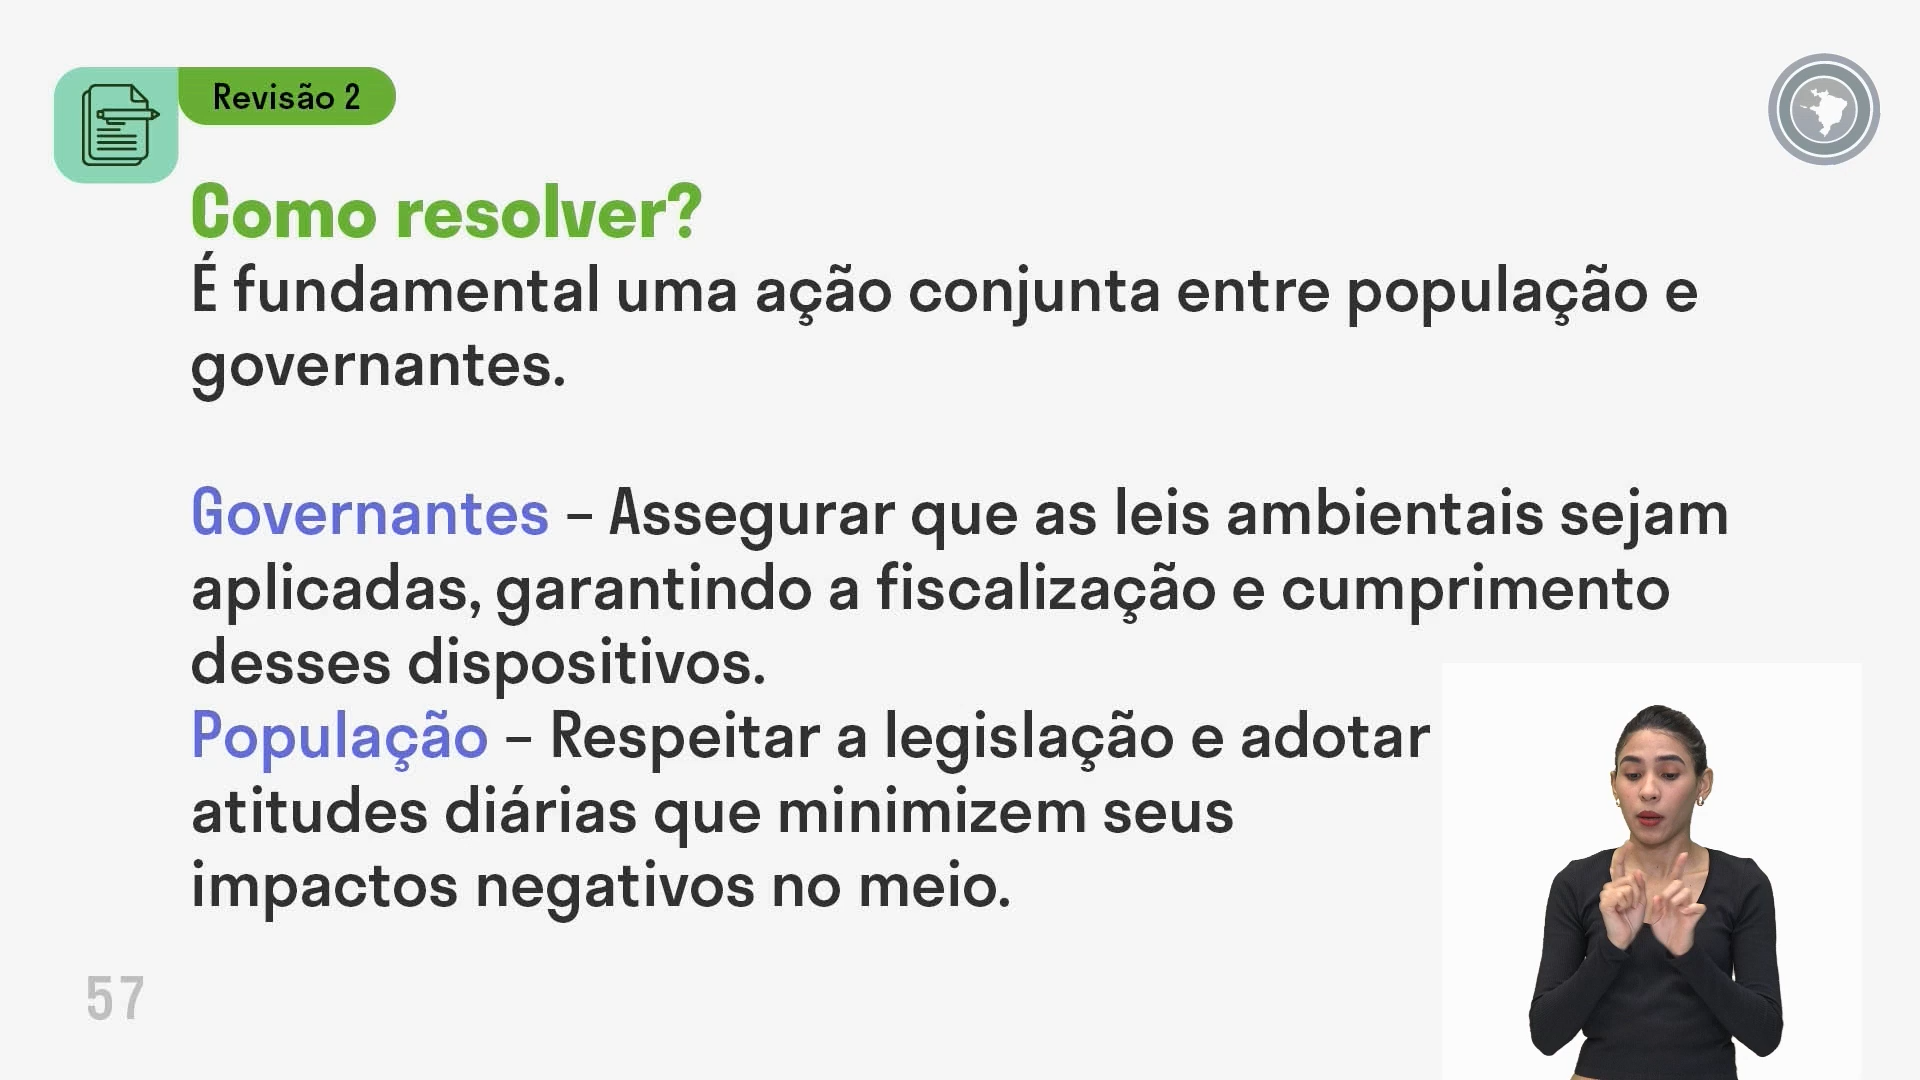 Revisão 2
Como resolver?
É fundamental uma ação conjunta entre população e
governantes.
Governantes – Assegurar que as leis ambientais sejam
aplicadas, garantindo a fiscalização e cumprimento
desses dispositivos.
População – Respeitar a legislação e adotar
atitudes diárias que minimizem seus
impactos negativos no meio.
57